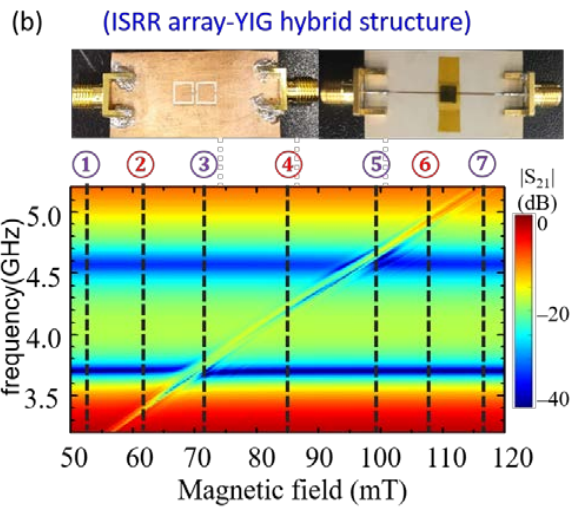 (b) (ISRR array-YIG hybrid structure)
1 2 3 4 5 6 7
|S21|
(dB)
5.0
4.5
4.0
3.5
frequency(GHz)
0
–20
–40
50 60 70 80 90 100 110 120
Magnetic field (mT)